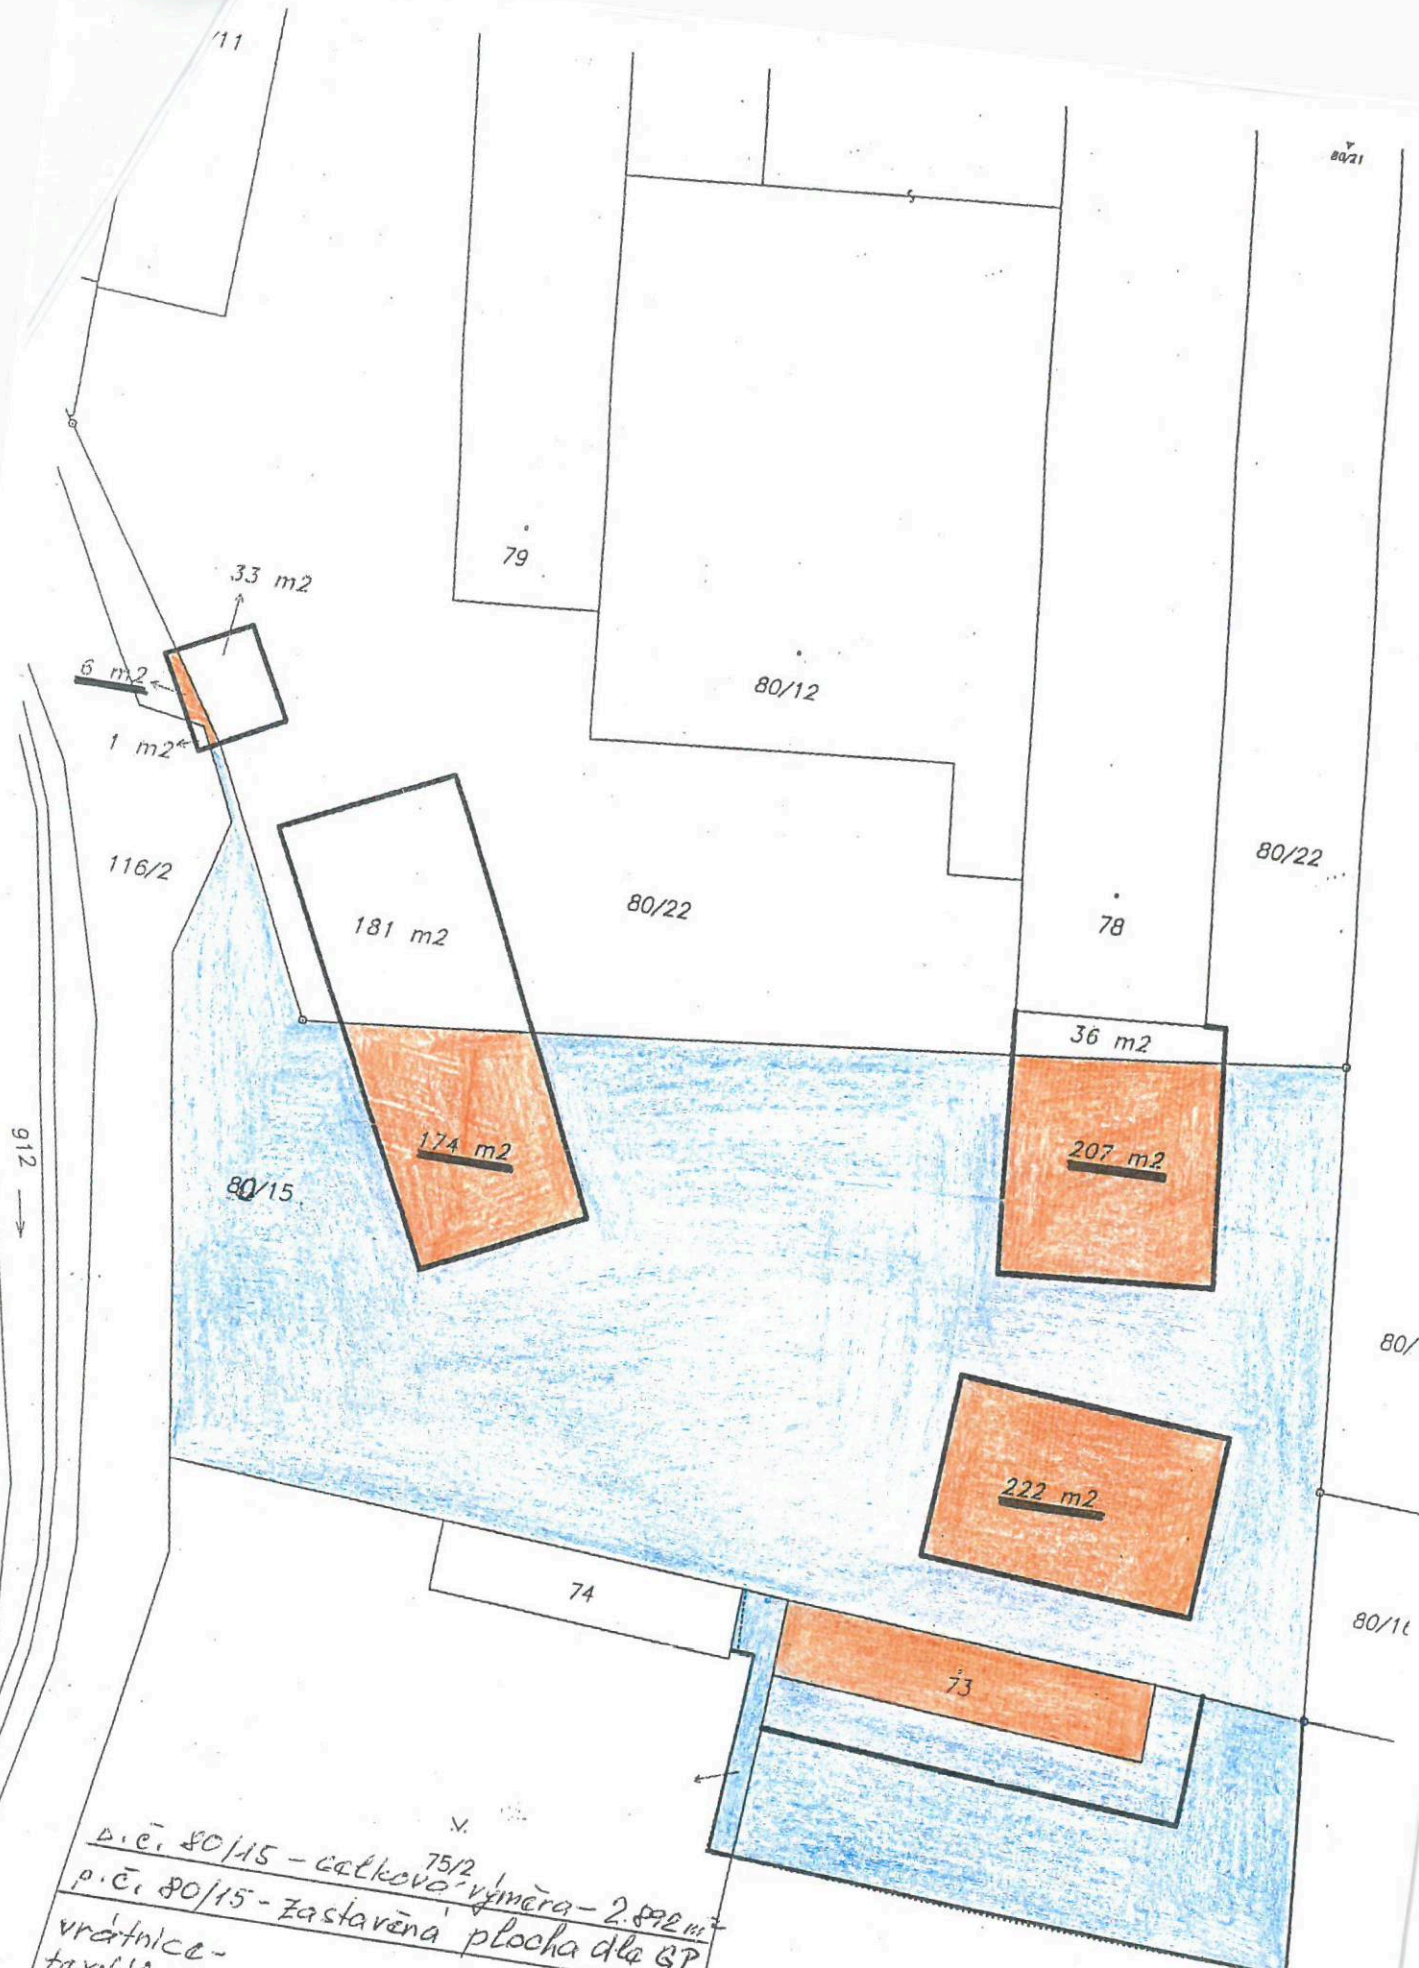 /11
80/21
79
33 m2
6 m2
80/12
1 m2
116/2
80/22
80/22
181 m2
78
36 m2
912
174 m2
207 m2
80/15
80/
222 m2
74
80/16
73
75/2
p.č. 80/15 - celková výměra - 2.892 m²
p.č. 80/15 - zastavěná plocha dle GP
vrátnice -